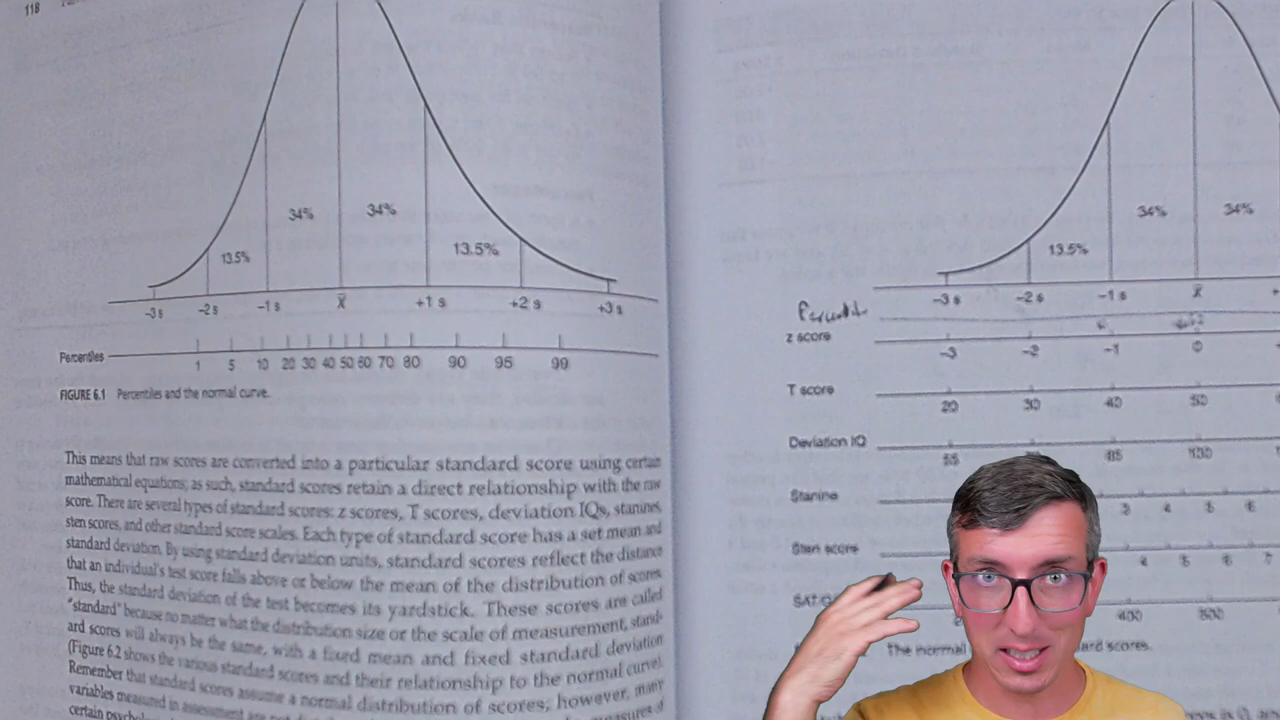 118
34%
34%
13.5%
13.5%
-3 s
-2 s
-1 s
X̄
+1 s
+2 s
+3 s
Percentiles
1 5 10 20 30 40 50 60 70 80 90 95 99
FIGURE 6.1 Percentiles and the normal curve.
This means that raw scores are converted into a particular standard score using certain
mathematical equations; as such, standard scores retain a direct relationship with the raw
score. There are several types of standard scores: z scores, T scores, deviation IQs, stanines,
sten scores, and other standard score scales. Each type of standard score has a set mean and
standard deviation. By using standard deviation units, standard scores reflect the distance
that an individual's test score falls above or below the mean of the distribution of scores.
Thus, the standard deviation of the test becomes its yardstick. These scores are called
"standard" because no matter what the distribution size or the scale of measurement, stand-
ard scores will always be the same, with a fixed mean and fixed standard deviation
(Figure 6.2 shows the various standard scores and their relationship to the normal curve).
Remember that standard scores assume a normal distribution of scores; however, many
variables measured in assessment are not
measures of
certain
34%
34%
13.5%
-3 s
-2 s
-1 s
X̄
z score
-3 -2 -1 0
T score
20 30 40 50
Deviation IQ
55 85 100
Stanine
3 4 5 6
Sten score
4 5 6 7
400 500
The normal
ard scores.